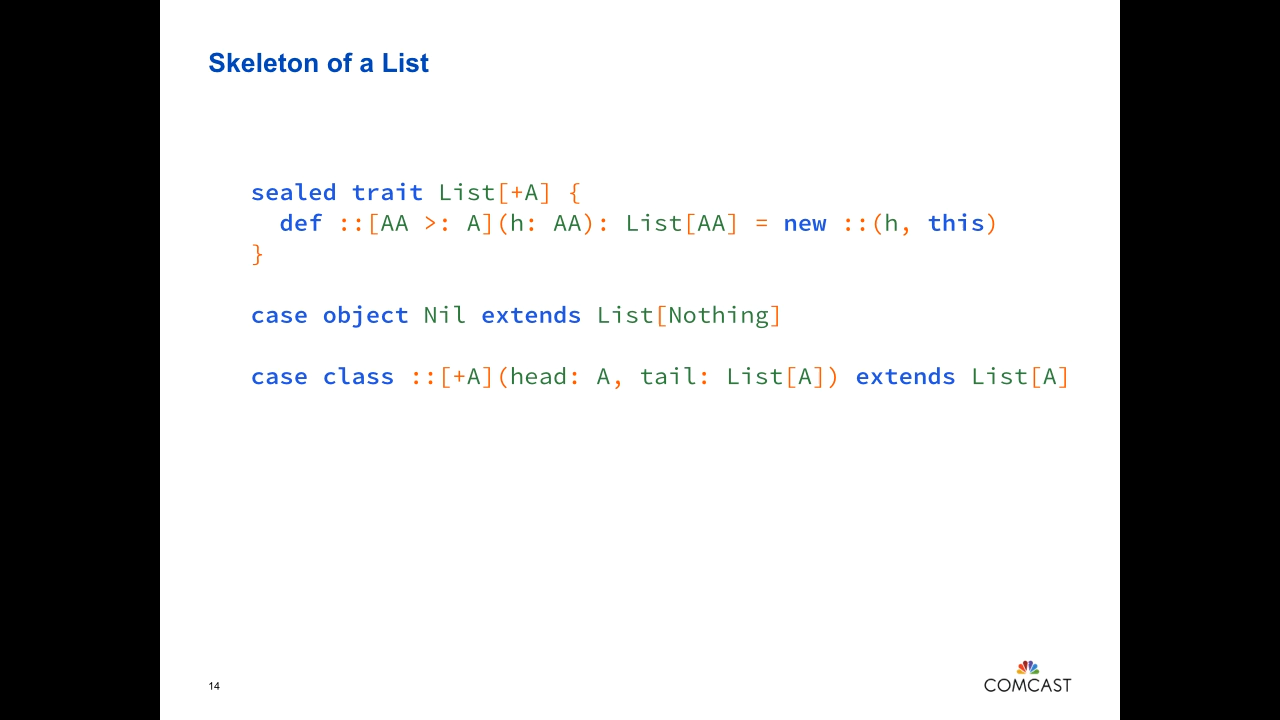 Skeleton of a List
sealed trait List[+A] {
  def ::[AA >: A](h: AA): List[AA] = new ::(h, this)
}
case object Nil extends List[Nothing]
case class ::[+A](head: A, tail: List[A]) extends List[A]
14
COMCAST